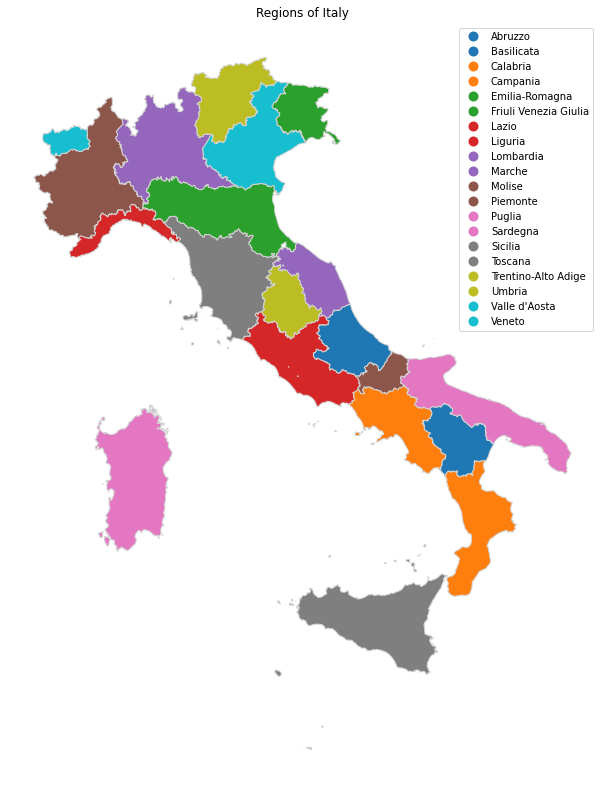 Regions of Italy
Abruzzo
Basilicata
Calabria
Campania
Emilia-Romagna
Friuli Venezia Giulia
Lazio
Liguria
Lombardia
Marche
Molise
Piemonte
Puglia
Sardegna
Sicilia
Toscana
Trentino-Alto Adige
Umbria
Valle d'Aosta
Veneto